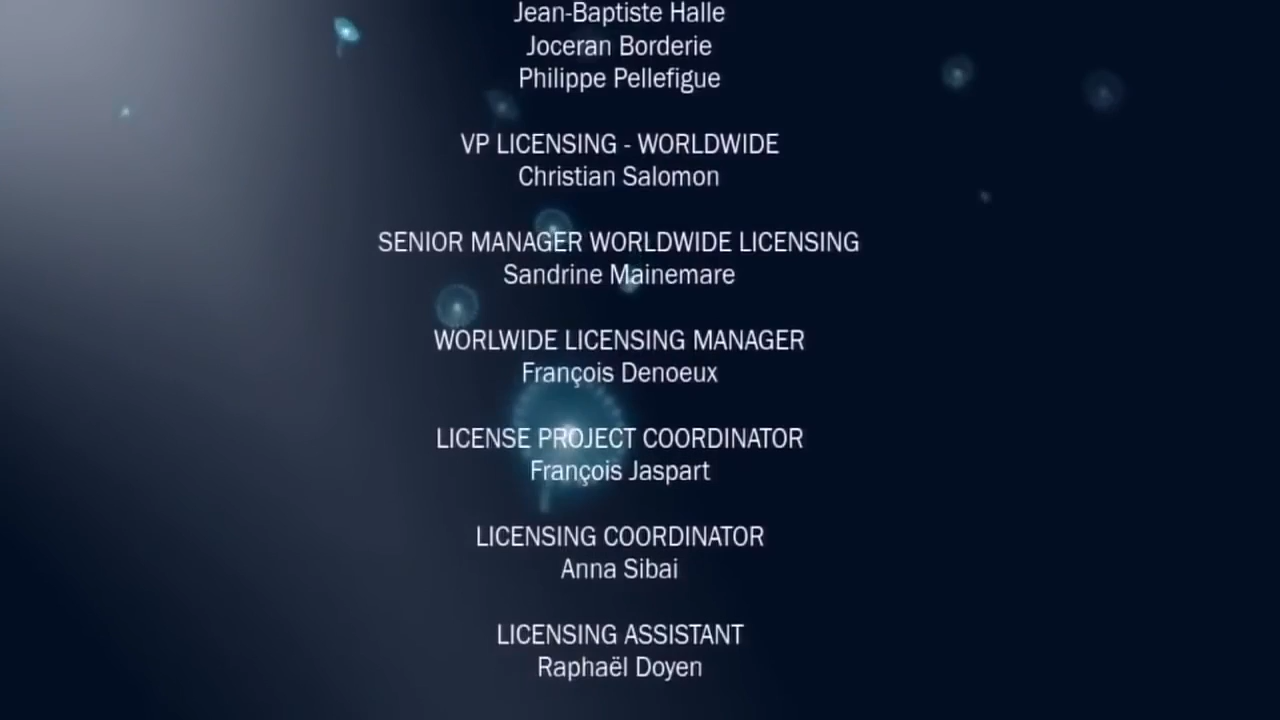 Jean-Baptiste Halle
Joceran Borderie
Philippe Pellefigue
VP LICENSING - WORLDWIDE
Christian Salomon
SENIOR MANAGER WORLDWIDE LICENSING
Sandrine Mainemare
WORLWIDE LICENSING MANAGER
François Denoeux
LICENSE PROJECT COORDINATOR
François Jaspart
LICENSING COORDINATOR
Anna Sibai
LICENSING ASSISTANT
Raphaël Doyen